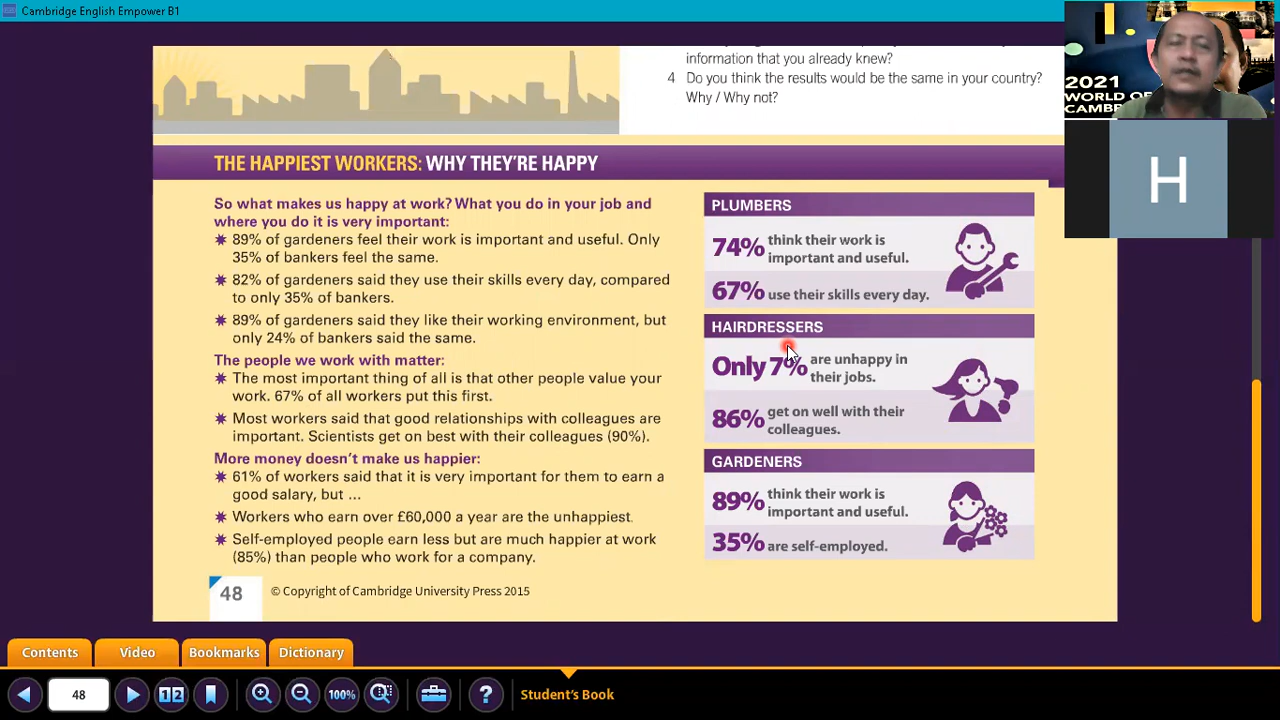 Cambridge English Empower B1
information that you already knew?
4 Do you think the results would be the same in your country?
Why / Why not?
2021
WORLD OF
CAMB
H
THE HAPPIEST WORKERS: WHY THEY'RE HAPPY
So what makes us happy at work? What you do in your job and
where you do it is very important:
✷ 89% of gardeners feel their work is important and useful. Only
35% of bankers feel the same.
✷ 82% of gardeners said they use their skills every day, compared
to only 35% of bankers.
✷ 89% of gardeners said they like their working environment, but
only 24% of bankers said the same.
The people we work with matter:
✷ The most important thing of all is that other people value your
work. 67% of all workers put this first.
✷ Most workers said that good relationships with colleagues are
important. Scientists get on best with their colleagues (90%).
More money doesn't make us happier:
✷ 61% of workers said that it is very important for them to earn a
good salary, but ...
✷ Workers who earn over £60,000 a year are the unhappiest.
✷ Self-employed people earn less but are much happier at work
(85%) than people who work for a company.
PLUMBERS
74% think their work is
important and useful.
67% use their skills every day.
HAIRDRESSERS
Only 7% are unhappy in
their jobs.
86% get on well with their
colleagues.
GARDENERS
89% think their work is
important and useful.
35% are self-employed.
48
© Copyright of Cambridge University Press 2015
Contents
Video
Bookmarks
Dictionary
48
1 2
100%
?
Student's Book